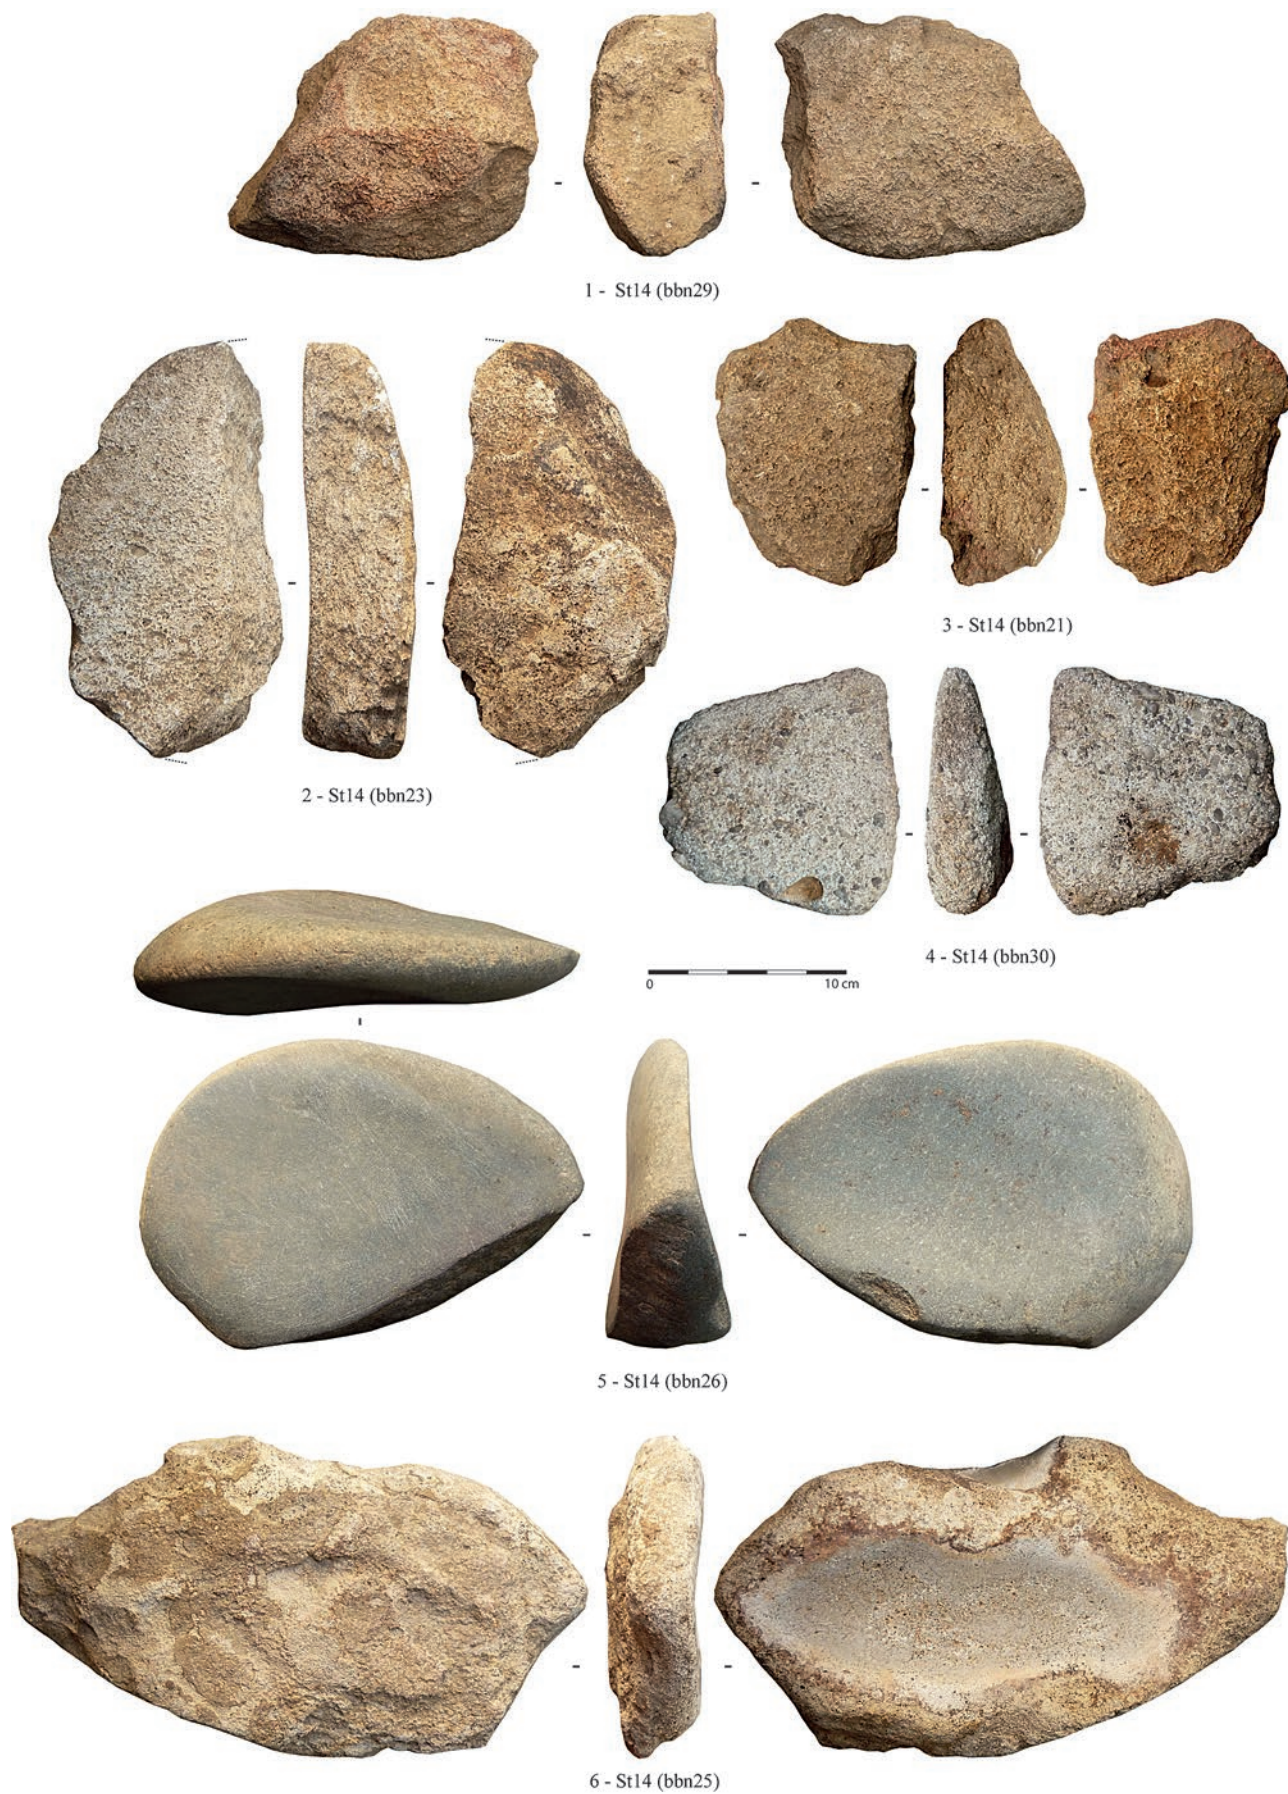 1 - St14 (bbn29)
2 - St14 (bbn23)
3 - St14 (bbn21)
4 - St14 (bbn30)
0 10 cm
5 - St14 (bbn26)
6 - St14 (bbn25)